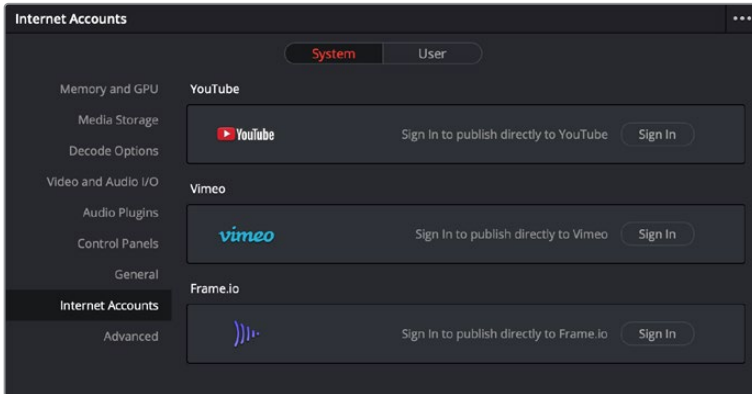 Internet Accounts
System User
Memory and GPU
Media Storage
Decode Options
Video and Audio I/O
Audio Plugins
Control Panels
General
Internet Accounts
Advanced
YouTube
YouTube Sign In to publish directly to YouTube Sign In
Vimeo
vimeo Sign In to publish directly to Vimeo Sign In
Frame.io
Sign In to publish directly to Frame.io Sign In